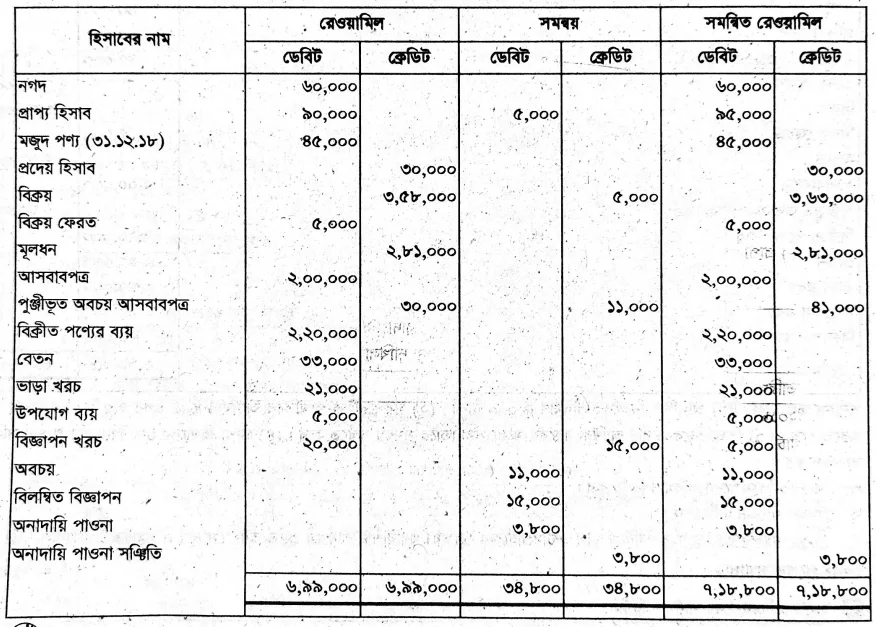 হিসাবের নাম রেওয়ামিল সমন্বয় সমন্বিত রেওয়ামিল
ডেবিট ক্রেডিট ডেবিট ক্রেডিট ডেবিট ক্রেডিট
নগদ ৬০,০০০ ৬০,০০০
প্রাপ্য হিসাব ৯০,০০০ ৫,০০০ ৯৫,০০০
মজুদ পণ্য (৩১.১২.১৮) ৪৫,০০০ ৪৫,০০০
প্রদেয় হিসাব ৩০,০০০ ৩০,০০০
বিক্রয় ৩,৫৮,০০০ ৫,০০০ ৩,৬৩,০০০
বিক্রয় ফেরত ৫,০০০ ৫,০০০
মূলধন ২,৮১,০০০ ২,৮১,০০০
আসবাবপত্র ২,০০,০০০ ২,০০,০০০
পুঞ্জীভূত অবচয় আসবাবপত্র ৩০,০০০ ১১,০০০ ৪১,০০০
বিক্রীত পণ্যের ব্যয় ২,২০,০০০ ২,২০,০০০
বেতন ৩৩,০০০ ৩৩,০০০
ভাড়া খরচ ২১,০০০ ২১,০০০
উপযোগ ব্যয় ৫,০০০ ৫,০০০
বিজ্ঞাপন খরচ ২০,০০০ ১৫,০০০ ৫,০০০
অবচয় ১১,০০০ ১১,০০০
বিলম্বিত বিজ্ঞাপন ১৫,০০০ ১৫,০০০
অনাদায়ি পাওনা ৩,৮০০ ৩,৮০০
অনাদায়ি পাওনা সঞ্চিতি ৩,৮০০ ৩,৮০০
৬,৯৯,০০০ ৬,৯৯,০০০ ৩৪,৮০০ ৩৪,৮০০ ৭,১৮,৮০০ ৭,১৮,৮০০